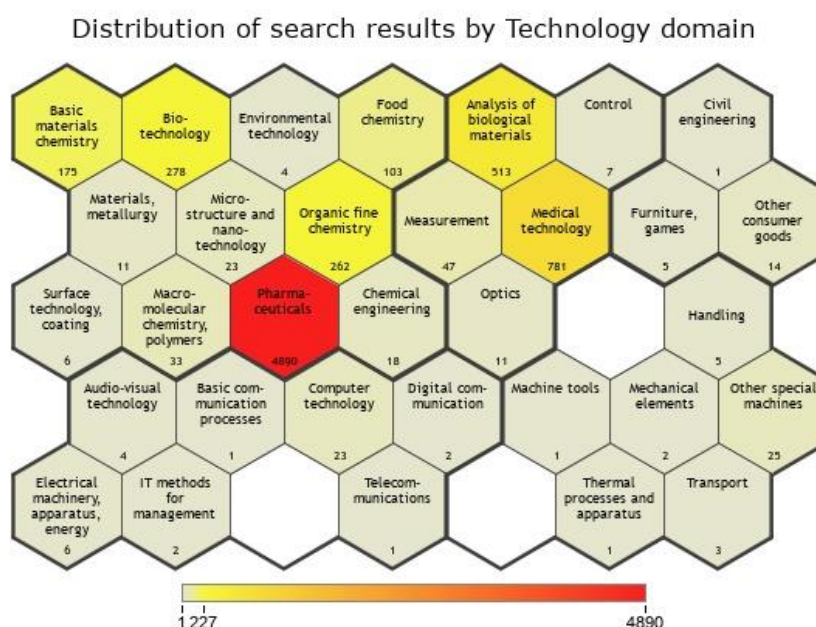 Distribution of search results by Technology domain
Basic
materials
chemistry
175
Bio-
technology
278
Environmental
technology
4
Food
chemistry
103
Analysis of
biological
materials
513
Control
7
Civil
engineering
1
Materials,
metallurgy
11
Micro-
structure and
nano-
technology
23
Organic fine
chemistry
262
Measurement
47
Medical
technology
781
Furniture,
games
5
Other
consumer
goods
14
Surface
technology,
coating
6
Macro-
molecular
chemistry,
polymers
33
Pharma-
ceuticals
4890
Chemical
engineering
18
Optics
11
Handling
5
Audio-visual
technology
4
Basic com-
munication
processes
1
Computer
technology
23
Digital com-
munication
2
Machine tools
1
Mechanical
elements
2
Other special
machines
25
Electrical
machinery,
apparatus,
energy
6
IT methods
for
management
2
Telecom-
munications
1
Thermal
processes and
apparatus
1
Transport
3
1 227 4890